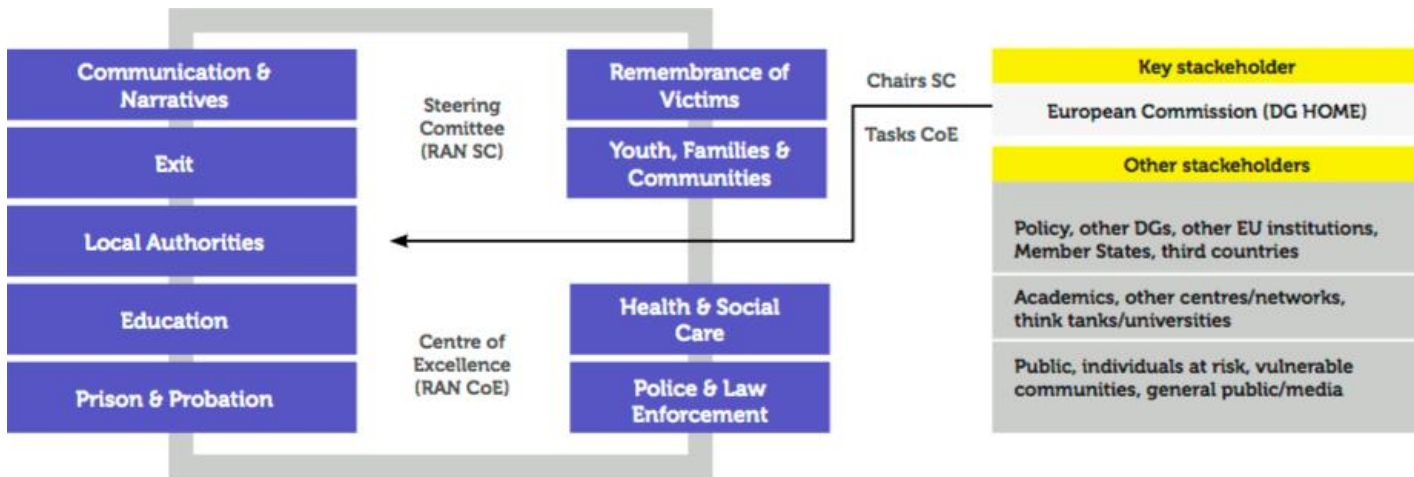 Communication &
Narratives
Exit
Local Authorities
Education
Prison & Probation
Steering
Comittee
(RAN SC)
Centre of
Excellence
(RAN CoE)
Remembrance of
Victims
Youth, Families &
Communities
Health & Social
Care
Police & Law
Enforcement
Chairs SC
Tasks CoE
Key stackeholder
European Commission (DG HOME)
Other stackeholders
Policy, other DGs, other EU institutions,
Member States, third countries
Academics, other centres/networks,
think tanks/universities
Public, individuals at risk, vulnerable
communities, general public/media